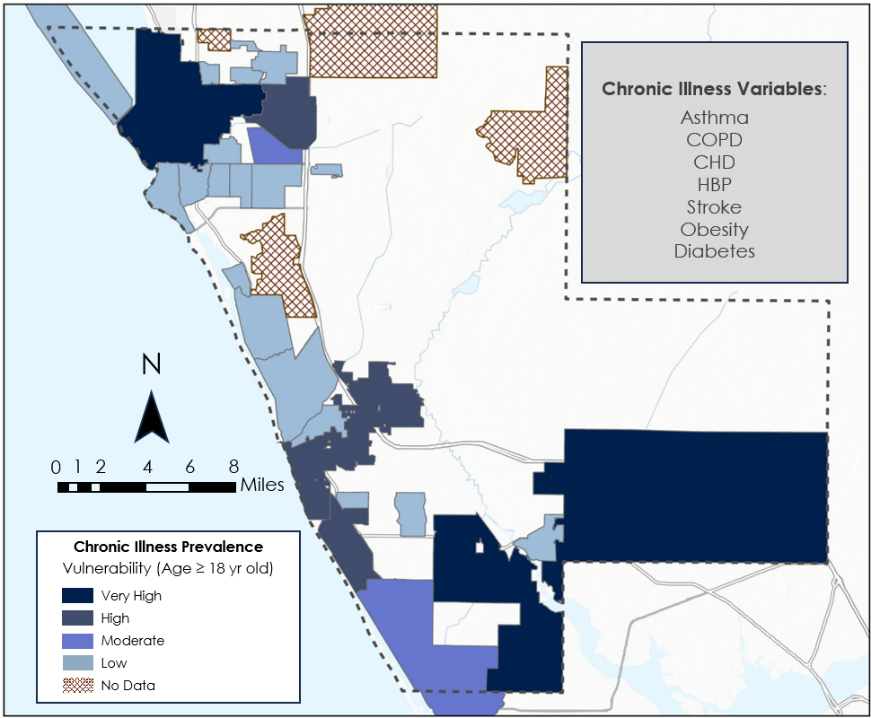 Chronic Illness Variables:
Asthma
COPD
CHD
HBP
Stroke
Obesity
Diabetes
N
0 1 2 4 6 8
Miles
Chronic Illness Prevalence
Vulnerability (Age ≥ 18 yr old)
Very High
High
Moderate
Low
No Data